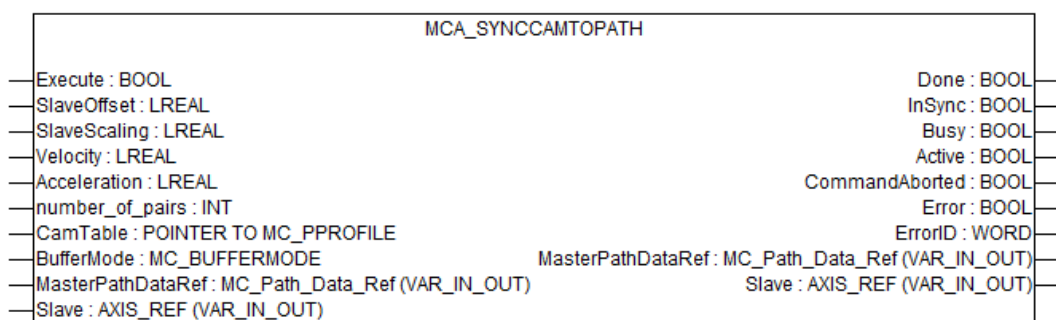 MCA_SYNCCAMTOPATH
Execute : BOOL Done : BOOL
SlaveOffset : LREAL InSync : BOOL
SlaveScaling : LREAL Busy : BOOL
Velocity : LREAL Active : BOOL
Acceleration : LREAL CommandAborted : BOOL
number_of_pairs : INT Error : BOOL
CamTable : POINTER TO MC_PPROFILE ErrorID : WORD
BufferMode : MC_BUFFERMODE MasterPathDataRef : MC_Path_Data_Ref (VAR_IN_OUT)
MasterPathDataRef : MC_Path_Data_Ref (VAR_IN_OUT) Slave : AXIS_REF (VAR_IN_OUT)
Slave : AXIS_REF (VAR_IN_OUT)